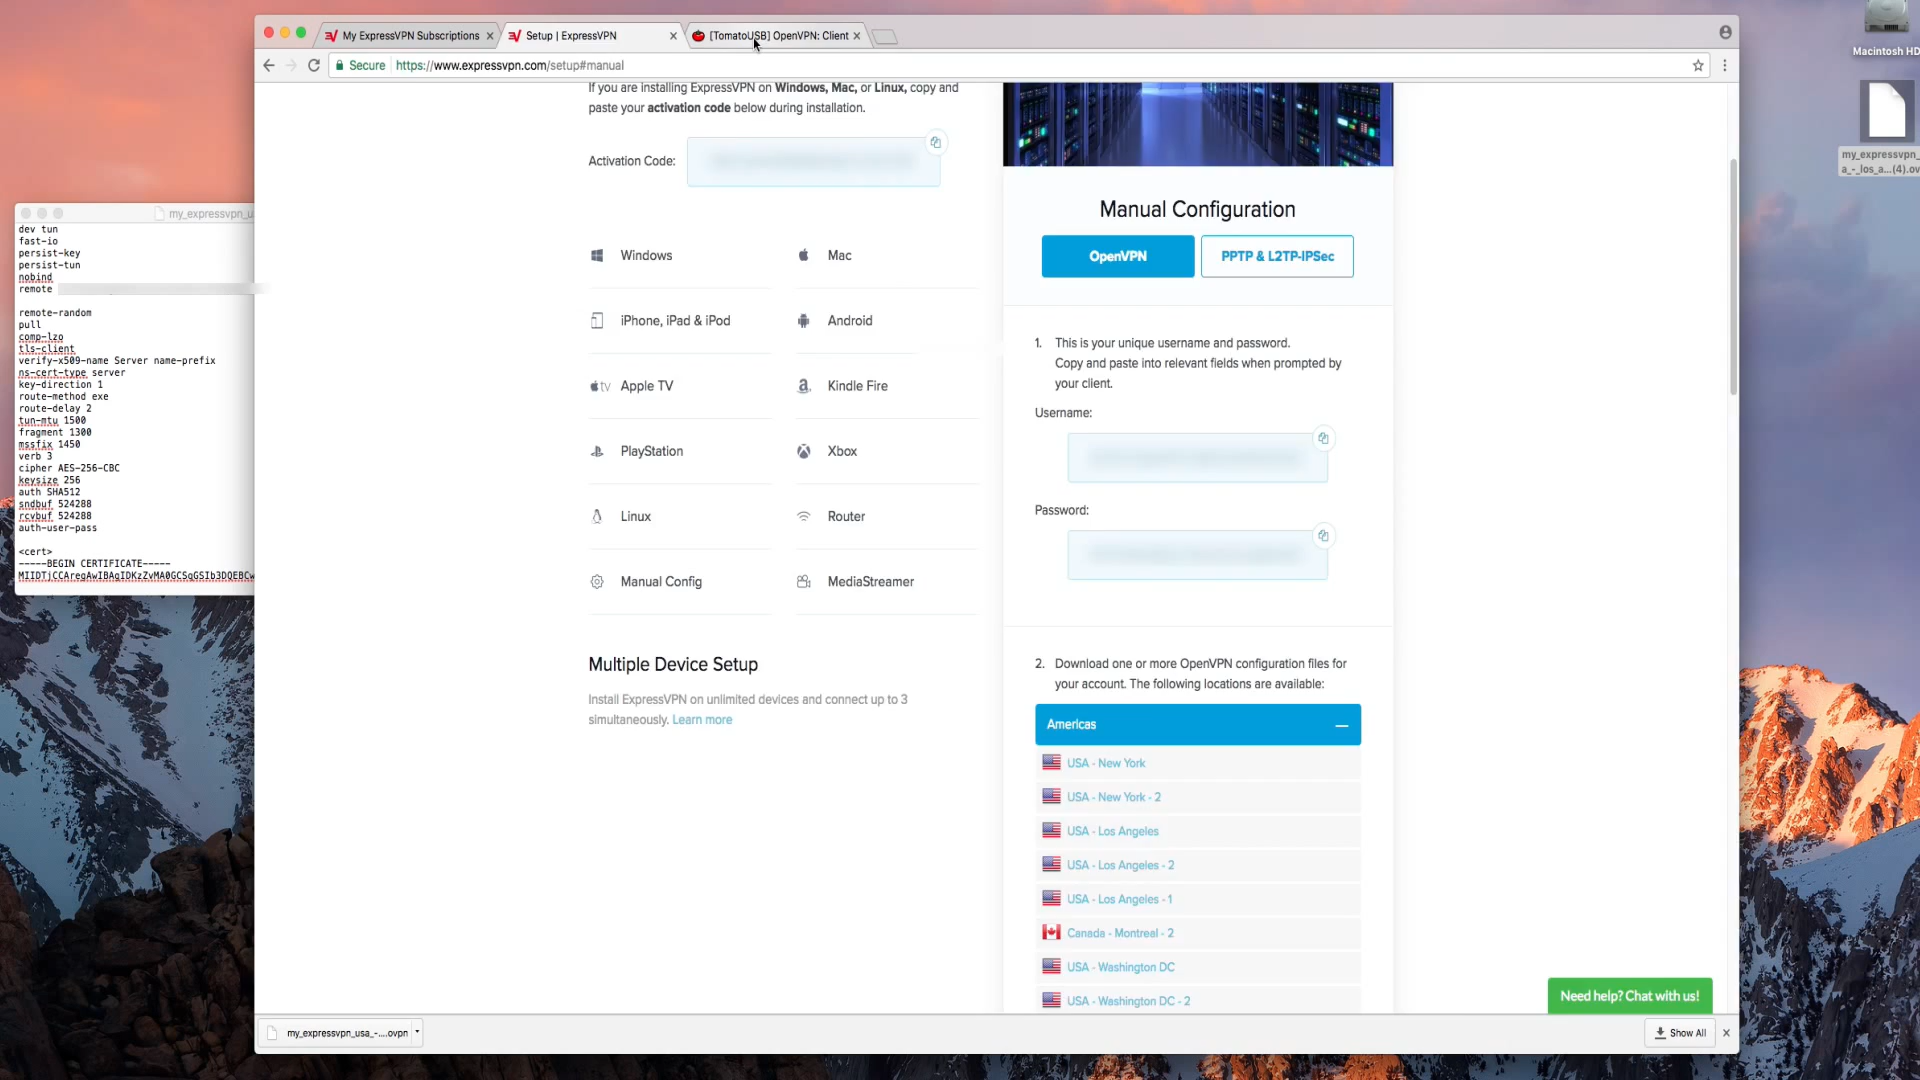 My ExpressVPN Subscriptions
Setup | ExpressVPN
[TomatoUSB] OpenVPN: Client
Secure
https://www.expressvpn.com/setup#manual
Macintosh HD
my_expressvpn_
a_-_los_a...(4).ov
my_expressvpn_u
dev tun
fast-io
persist-key
persist-tun
nobind
remote
remote-random
pull
comp-lzo
tls-client
verify-x509-name Server name-prefix
ns-cert-type server
key-direction 1
route-method exe
route-delay 2
tun-mtu 1500
fragment 1300
mssfix 1450
verb 3
cipher AES-256-CBC
keysize 256
auth SHA512
sndbuf 524288
rcvbuf 524288
auth-user-pass
<cert>
-----BEGIN CERTIFICATE-----
MIIDTjCCAregAwIBAgIDKzZvMA0GCSqGSIb3DQEBCw
If you are installing ExpressVPN on Windows, Mac, or Linux, copy and
paste your activation code below during installation.
Activation Code:
Windows
Mac
iPhone, iPad & iPod
Android
tv Apple TV
Kindle Fire
PlayStation
Xbox
Linux
Router
Manual Config
MediaStreamer
Multiple Device Setup
Install ExpressVPN on unlimited devices and connect up to 3
simultaneously. Learn more
Manual Configuration
OpenVPN
PPTP & L2TP-IPSec
1. This is your unique username and password.
Copy and paste into relevant fields when prompted by
your client.
Username:
Password:
2. Download one or more OpenVPN configuration files for
your account. The following locations are available:
Americas
USA - New York
USA - New York - 2
USA - Los Angeles
USA - Los Angeles - 2
USA - Los Angeles - 1
Canada - Montreal - 2
USA - Washington DC
USA - Washington DC - 2
Need help? Chat with us!
my_expressvpn_usa_-....ovpn
Show All